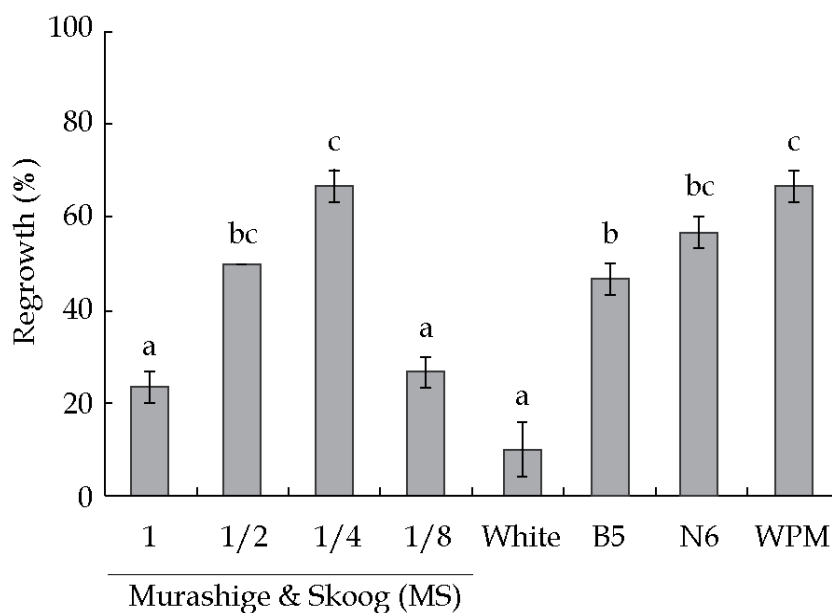 Regrowth (%)
100
80
60
40
20
0
a
bc
c
a
a
b
bc
c
1 1/2 1/4 1/8 White B5 N6 WPM
Murashige & Skoog (MS)